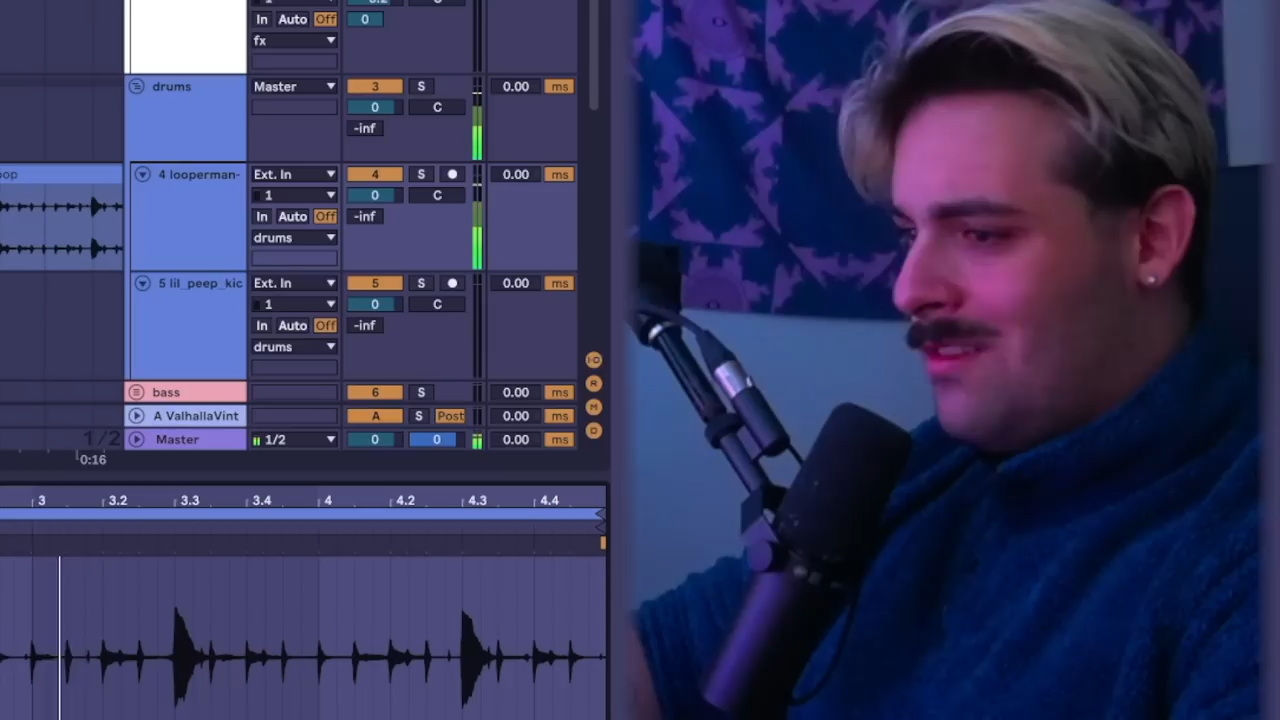 In Auto Off 0
fx
drums Master 3 S 0.00 ms
0 C
-inf
4 looperman- Ext. In 4 S 0.00 ms
1 0 C
In Auto Off -inf
drums
5 lil_peep_kic Ext. In 5 S 0.00 ms
1 0 C
In Auto Off -inf
drums
bass 6 S 0.00 ms
A ValhallaVint A S Post 0.00 ms
1/2 Master 1/2 0 0 0.00 ms
I·O
R
M
D
0:16
3 3.2 3.3 3.4 4 4.2 4.3 4.4